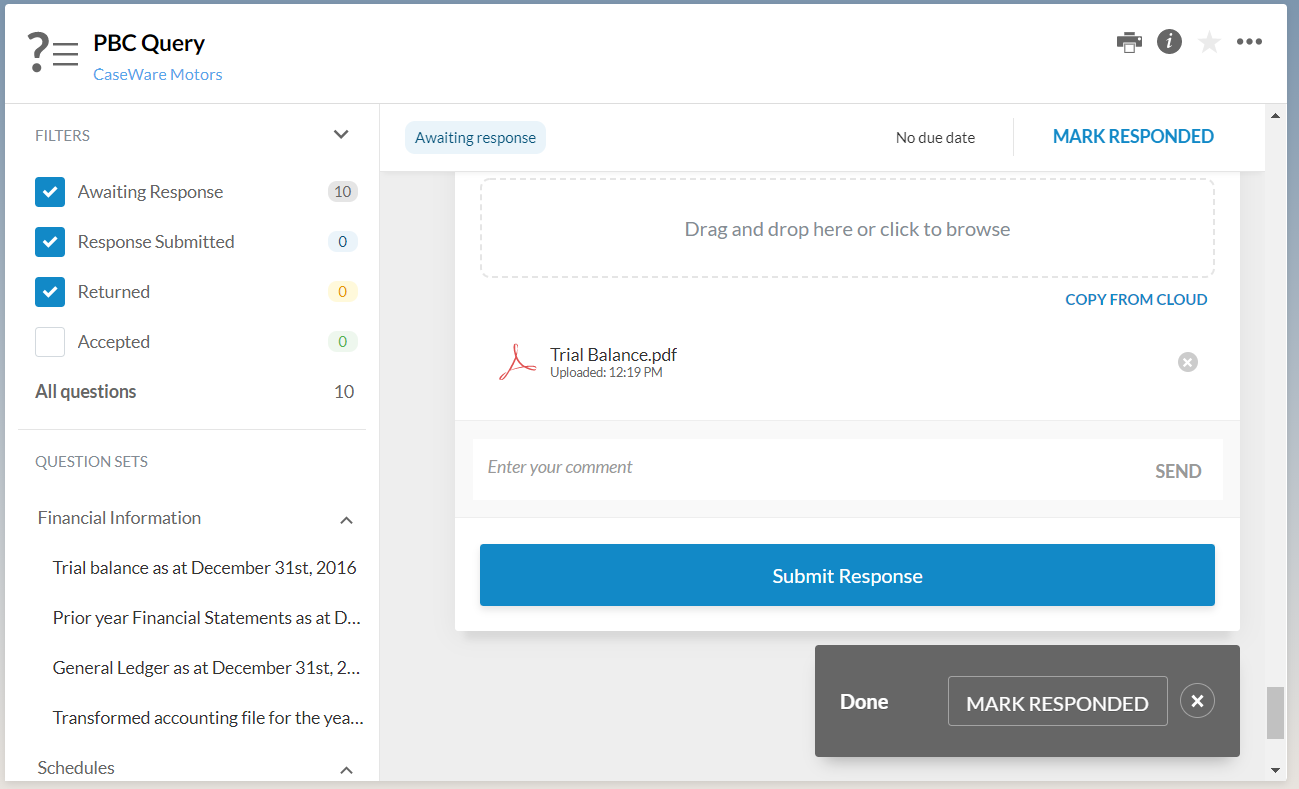 PBC Query
CaseWare Motors
FILTERS
Awaiting Response 10
Response Submitted 0
Returned 0
Accepted 0
All questions 10
QUESTION SETS
Financial Information
Trial balance as at December 31st, 2016
Prior year Financial Statements as at D...
General Ledger as at December 31st, 2...
Transformed accounting file for the yea...
Schedules
Awaiting response No due date MARK RESPONDED
Drag and drop here or click to browse
COPY FROM CLOUD
Trial Balance.pdf
Uploaded: 12:19 PM
Enter your comment SEND
Submit Response
Done MARK RESPONDED